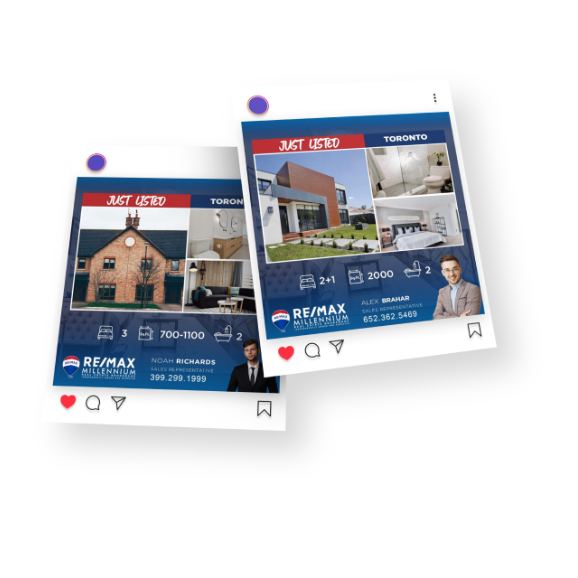 JUST LISTED
TORONTO
2+1
2000
2
ALEX BRAHAR
SALES REPRESENTATIVE
652.362.5469
RE/MAX
MILLENNIUM
JUST LISTED
TORON
3
700-1100
2
NOAH RICHARDS
SALES REPRESENTATIVE
399.299.1999
RE/MAX
MILLENNIUM